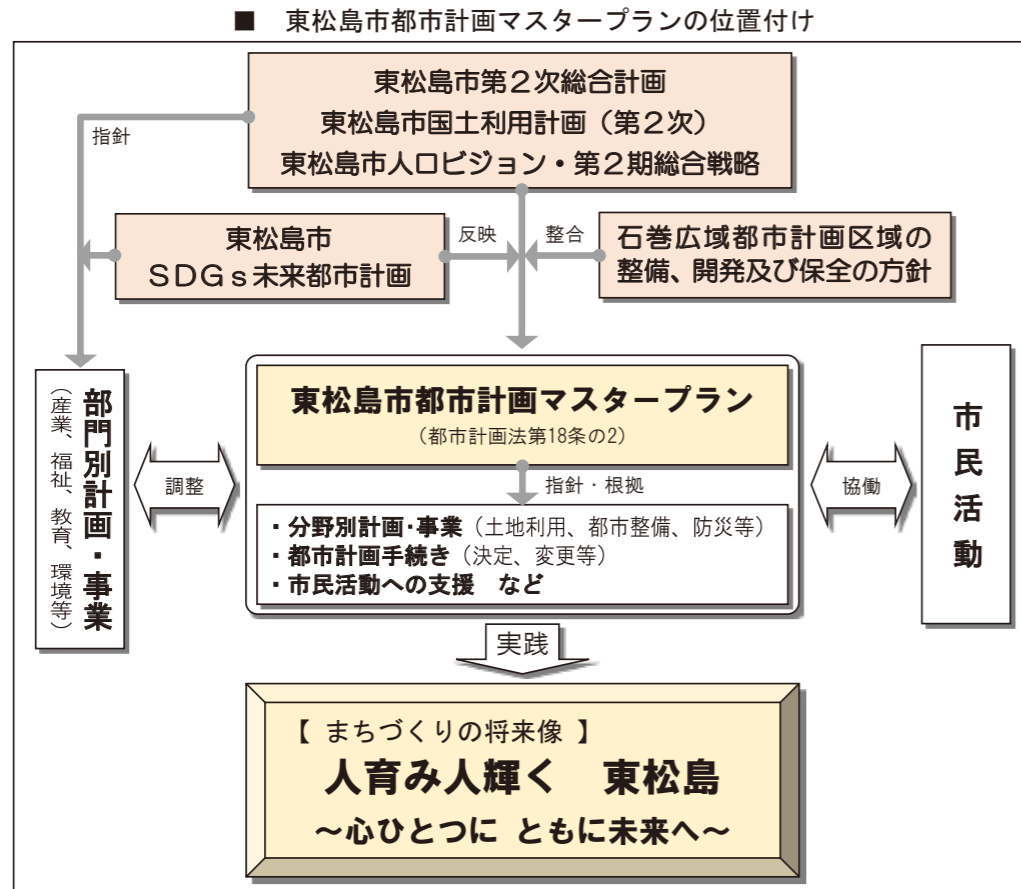 ■ 東松島市都市計画マスタープランの位置付け
東松島市第2次総合計画
東松島市国土利用計画（第2次）
東松島市人口ビジョン・第2期総合戦略
指針
東松島市
SDGs未来都市計画
反映
整合
石巻広域都市計画区域の
整備、開発及び保全の方針
部門別計画・事業
（産業、福祉、教育、環境等）
調整
東松島市都市計画マスタープラン
（都市計画法第18条の2）
指針・根拠
・分野別計画・事業（土地利用、都市整備、防災等）
・都市計画手続き（決定、変更等）
・市民活動への支援 など
協働
市民活動
実践
【 まちづくりの将来像 】
人育み人輝く 東松島
～心ひとつに ともに未来へ～